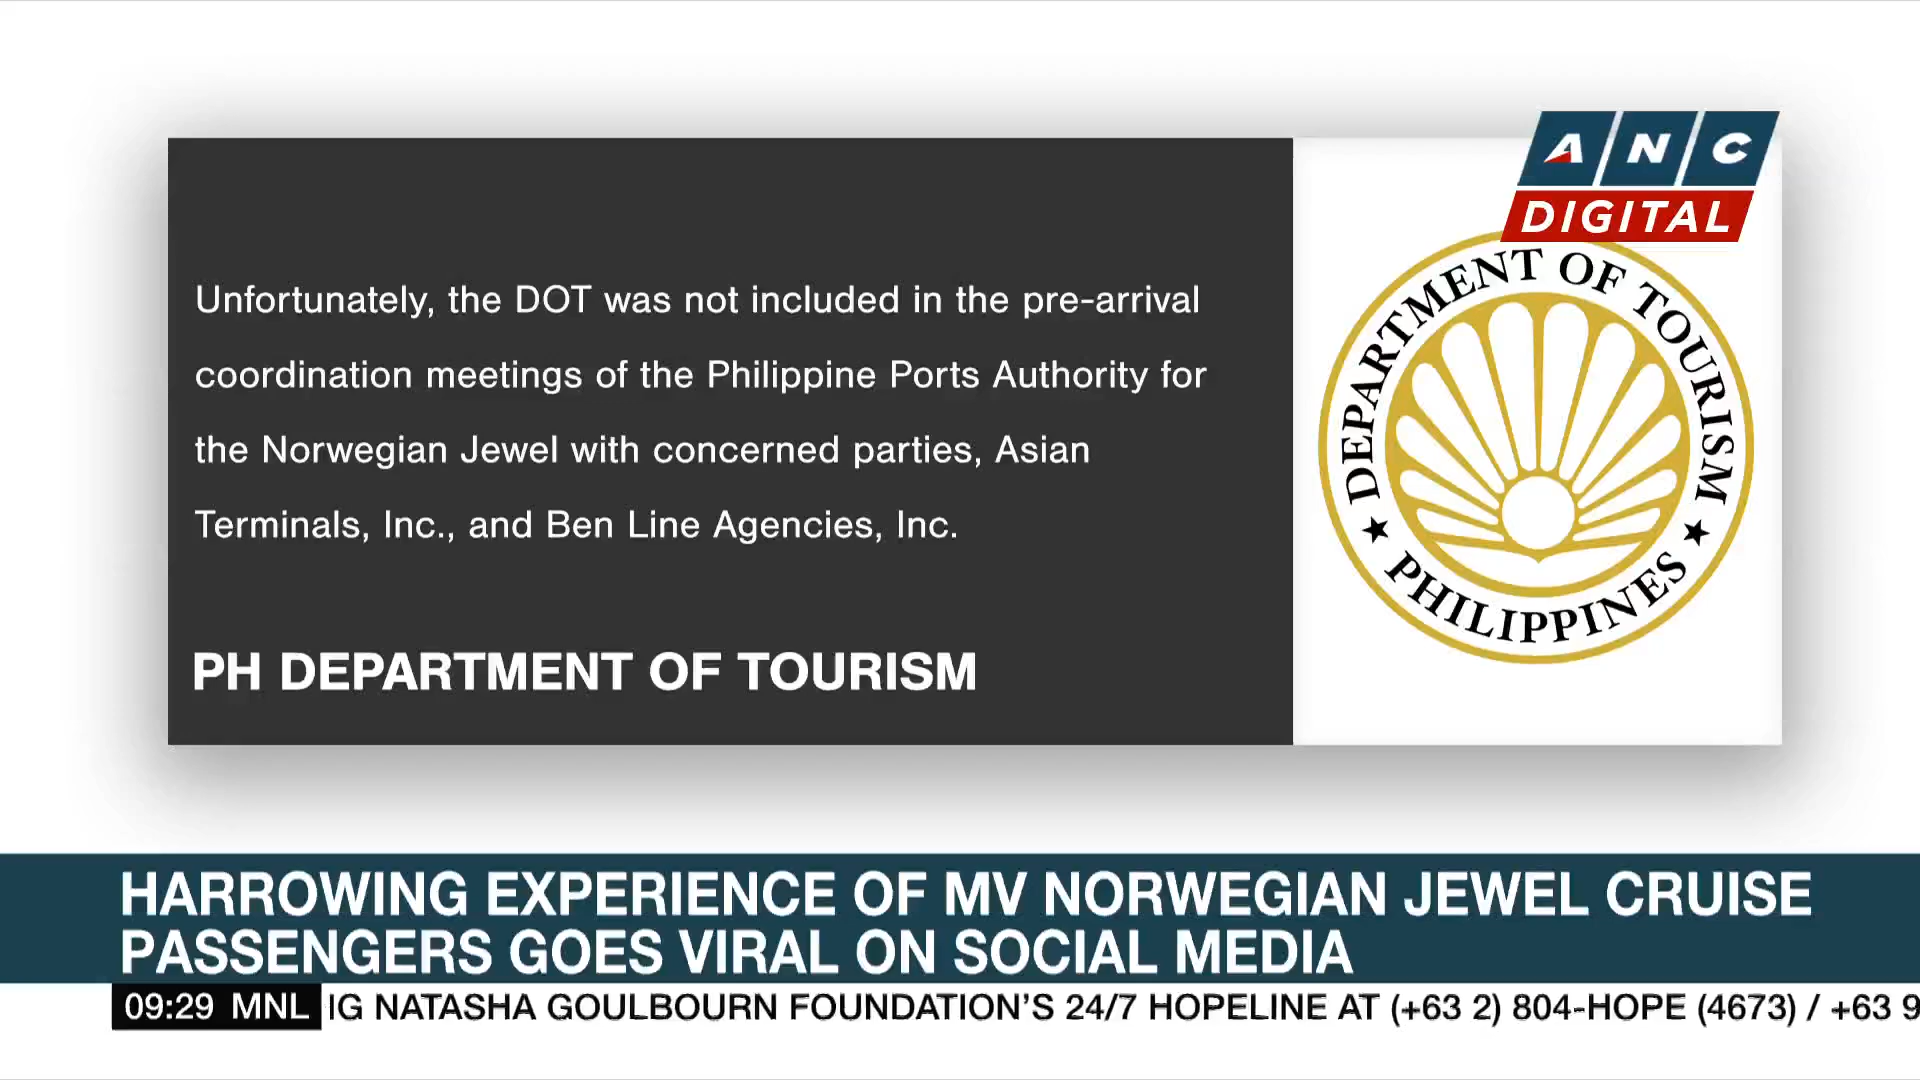 ANC
DIGITAL
Unfortunately, the DOT was not included in the pre-arrival
coordination meetings of the Philippine Ports Authority for
the Norwegian Jewel with concerned parties, Asian
Terminals, Inc., and Ben Line Agencies, Inc.
PH DEPARTMENT OF TOURISM
DEPARTMENT OF TOURISM
PHILIPPINES
HARROWING EXPERIENCE OF MV NORWEGIAN JEWEL CRUISE
PASSENGERS GOES VIRAL ON SOCIAL MEDIA
09:29 MNL
IG NATASHA GOULBOURN FOUNDATION'S 24/7 HOPELINE AT (+63 2) 804-HOPE (4673) / +63 9